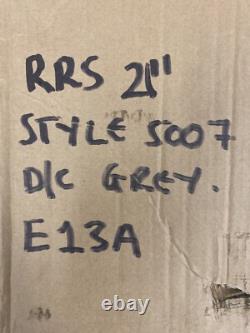 RRS 21"
STYLE 5007
D/C GREY.
E13A